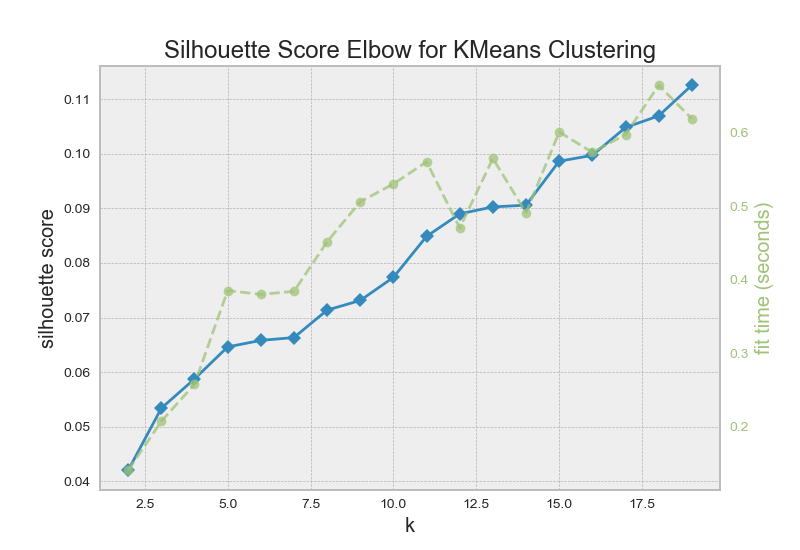 Silhouette Score Elbow for KMeans Clustering
silhouette score
0.11
0.10
0.09
0.08
0.07
0.06
0.05
0.04
0.6
0.5
0.4
0.3
0.2
fit time (seconds)
2.5 5.0 7.5 10.0 12.5 15.0 17.5
k